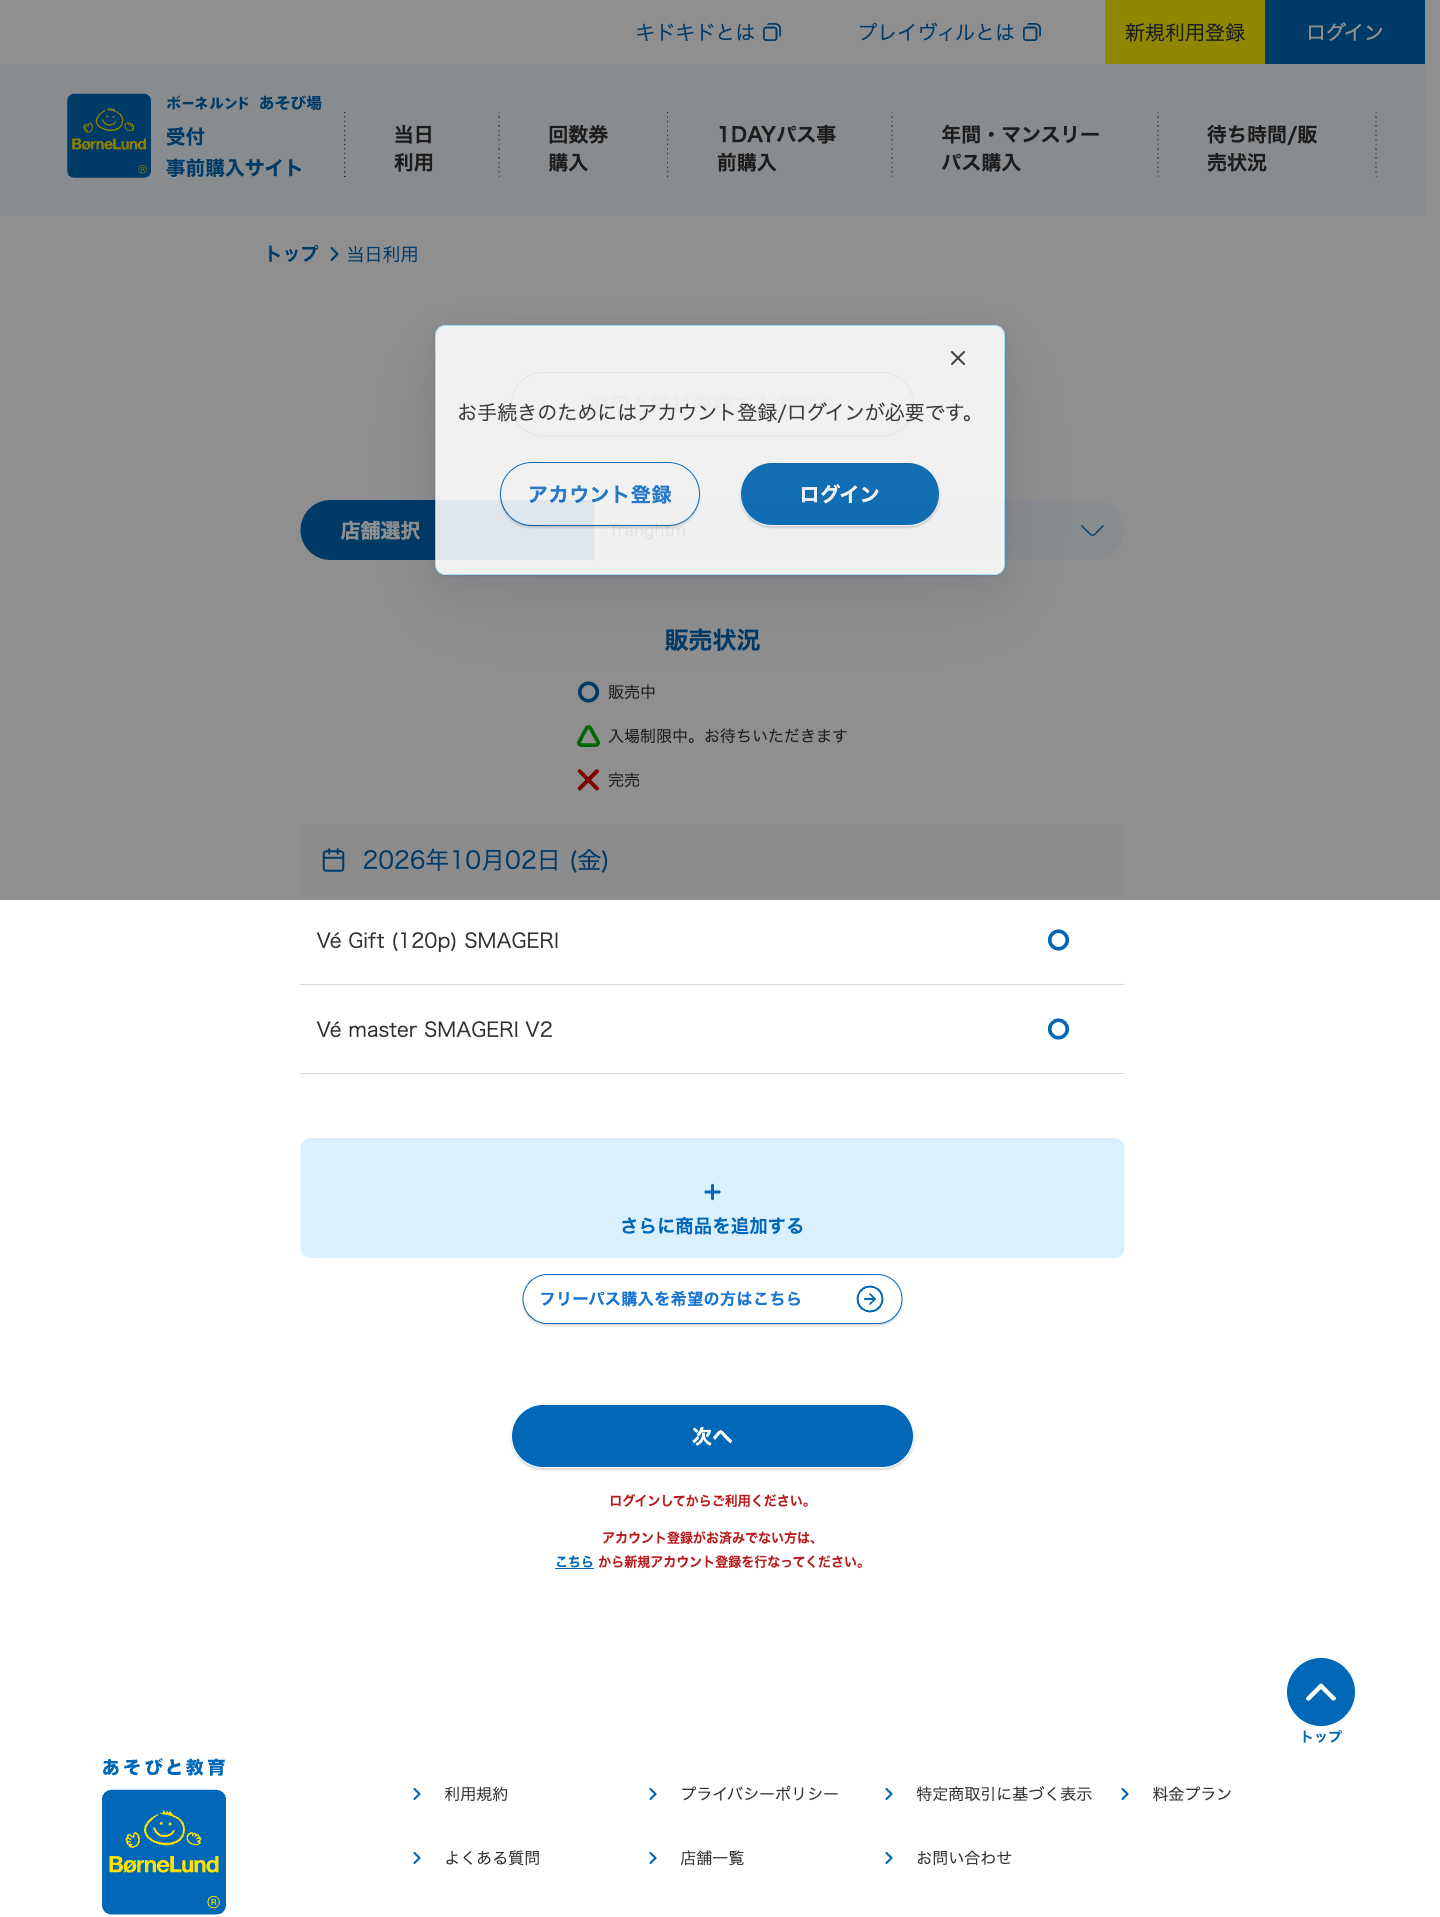 キドキドとは
プレイヴィルとは
新規利用登録
ログイン
BørneLund
®
ボーネルンド あそび場
受付
事前購入サイト
当日
利用
回数券
購入
1DAYパス事
前購入
年間・マンスリー
パス購入
待ち時間/販
売状況
トップ
当日利用
お手続きのためにはアカウント登録/ログインが必要です。
アカウント登録
ログイン
店舗選択
Tranghtm
販売状況
販売中
入場制限中。お待ちいただきます
完売
2026年10月02日 (金)
Vé Gift (120p) SMAGERI
Vé master SMAGERI V2
さらに商品を追加する
フリーパス購入を希望の方はこちら
次へ
ログインしてからご利用ください。
アカウント登録がお済みでない方は、
こちら から新規アカウント登録を行なってください。
トップ
あそびと教育
BørneLund
®
利用規約
プライバシーポリシー
特定商取引に基づく表示
料金プラン
よくある質問
店舗一覧
お問い合わせ